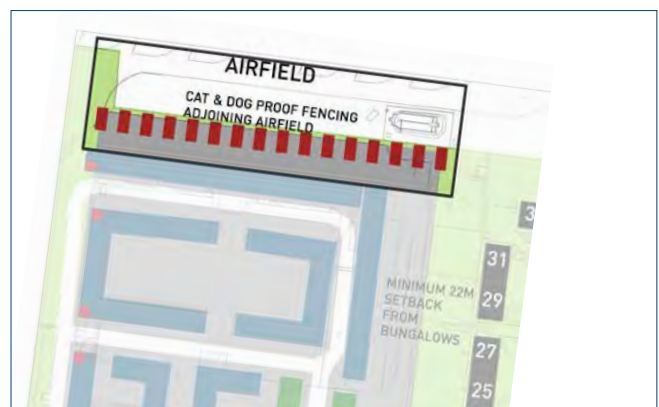 AIRFIELD
CAT & DOG PROOF FENCING
ADJOINING AIRFIELD
31
MINIMUM 22M
SETBACK
FROM
BUNGALOWS
29
27
25